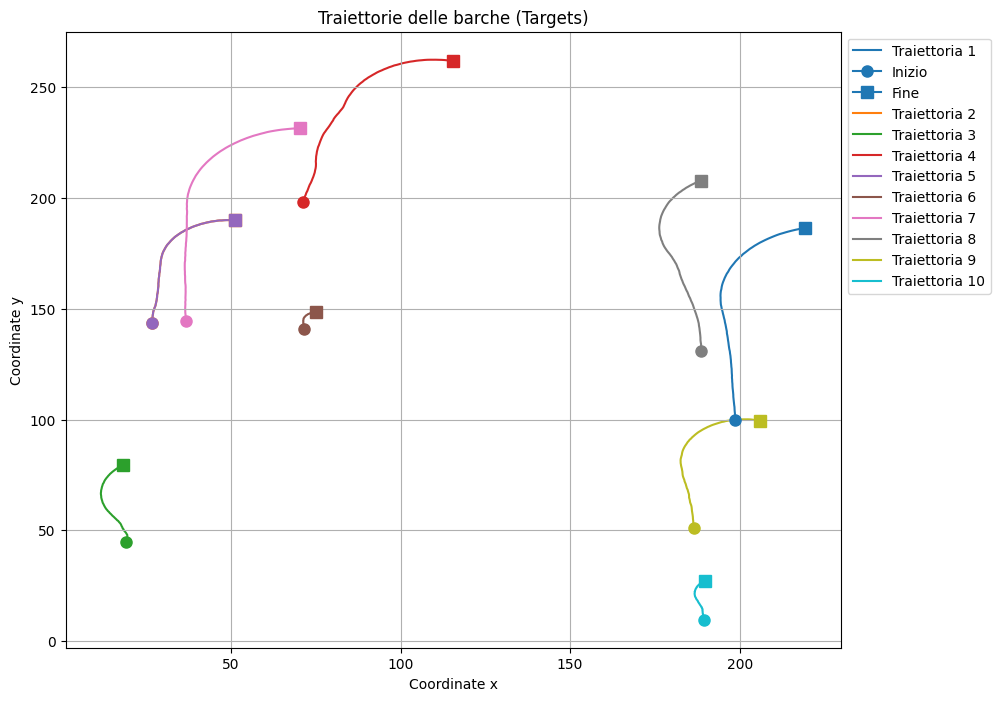 Traiettorie delle barche (Targets)
Coordinate y
250
200
150
100
50
0
50
100
150
200
Coordinate x
Traiettoria 1
Inizio
Fine
Traiettoria 2
Traiettoria 3
Traiettoria 4
Traiettoria 5
Traiettoria 6
Traiettoria 7
Traiettoria 8
Traiettoria 9
Traiettoria 10